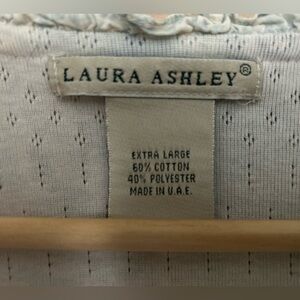 LAURA ASHLEY®
EXTRA LARGE
60% COTTON
40% POLYESTER
MADE IN U.A.E.